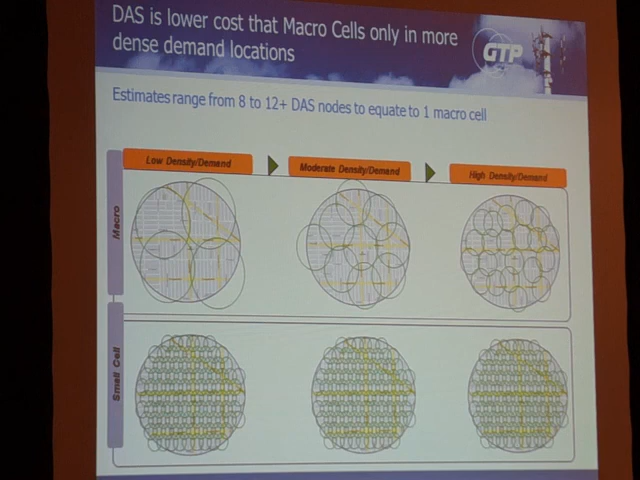 DAS is lower cost that Macro Cells only in more
dense demand locations
GTP
Estimates range from 8 to 12+ DAS nodes to equate to 1 macro cell
Low Density/Demand
Moderate Density/Demand
High Density/Demand
Macro
Small Cell